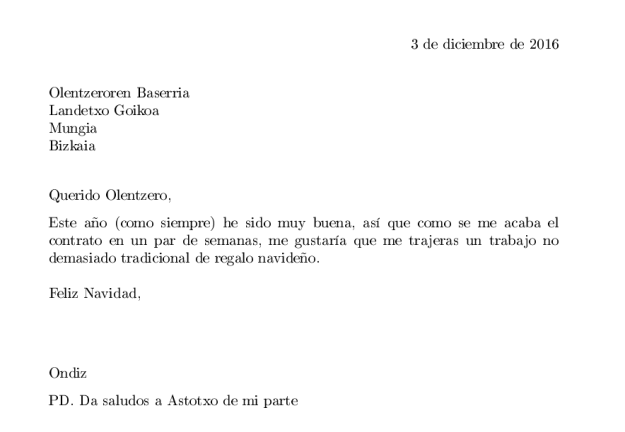 3 de diciembre de 2016
Olentzeroren Baserria
Landetxo Goikoa
Mungia
Bizkaia
Querido Olentzero,
Este año (como siempre) he sido muy buena, así que como se me acaba el
contrato en un par de semanas, me gustaría que me trajeras un trabajo no
demasiado tradicional de regalo navideño.
Feliz Navidad,
Ondiz
PD. Da saludos a Astotxo de mi parte